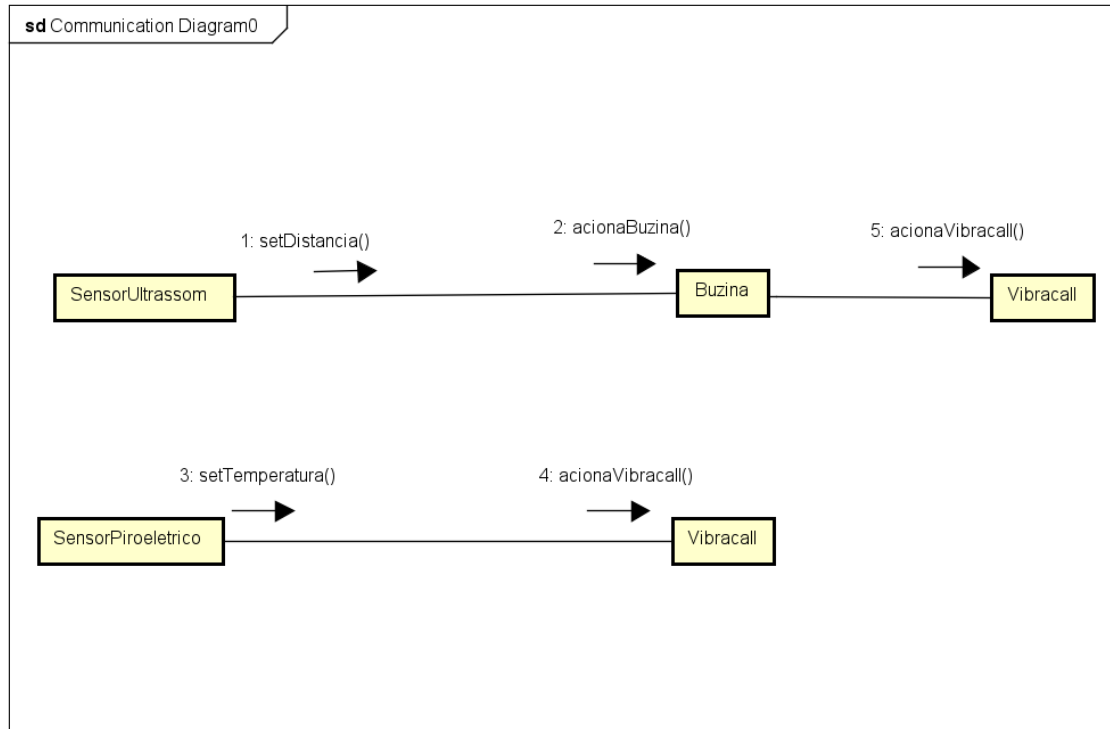 sd Communication Diagram0
1: setDistancia()
2: acionaBuzina()
5: acionaVibracall()
SensorUltrassom
Buzina
Vibracall
3: setTemperatura()
4: acionaVibracall()
SensorPiroeletrico
Vibracall